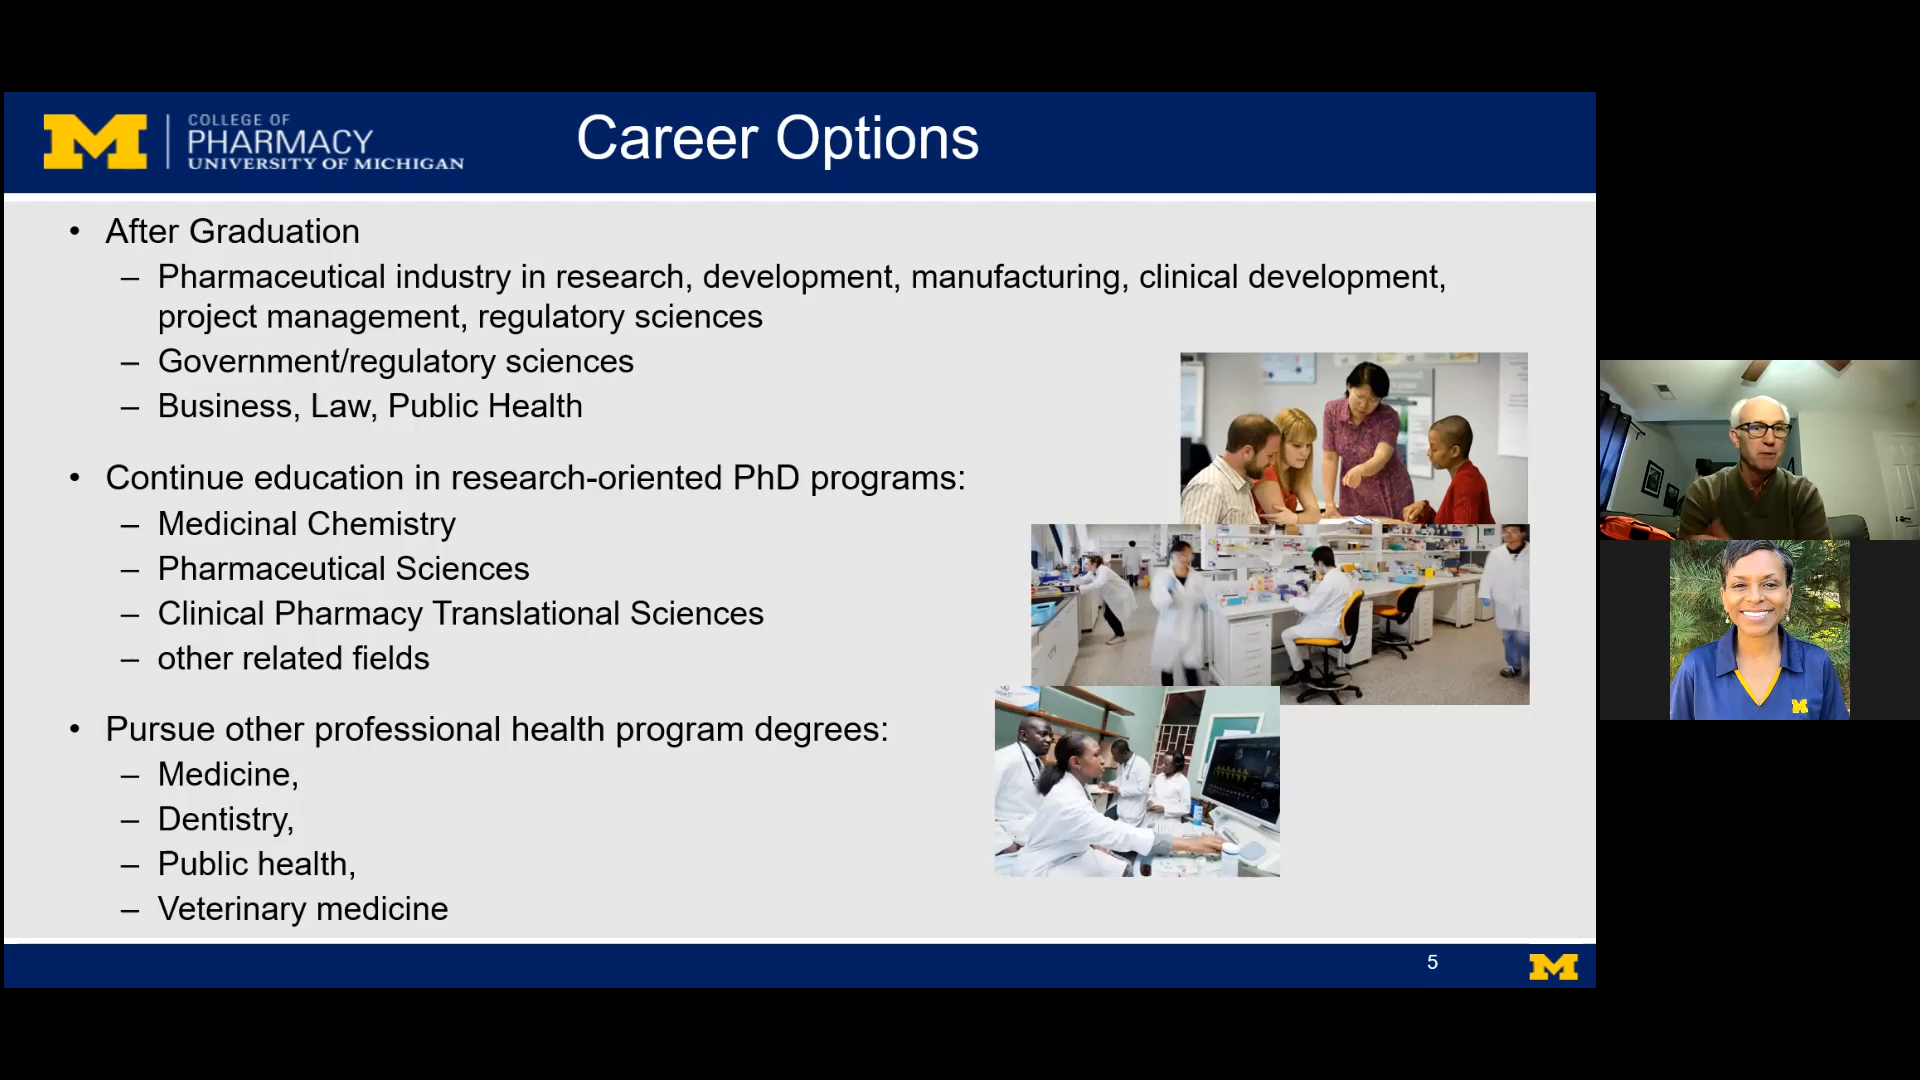 COLLEGE OF
PHARMACY
UNIVERSITY OF MICHIGAN
Career Options
• After Graduation
– Pharmaceutical industry in research, development, manufacturing, clinical development,
project management, regulatory sciences
– Government/regulatory sciences
– Business, Law, Public Health
• Continue education in research-oriented PhD programs:
– Medicinal Chemistry
– Pharmaceutical Sciences
– Clinical Pharmacy Translational Sciences
– other related fields
• Pursue other professional health program degrees:
– Medicine,
– Dentistry,
– Public health,
– Veterinary medicine
5